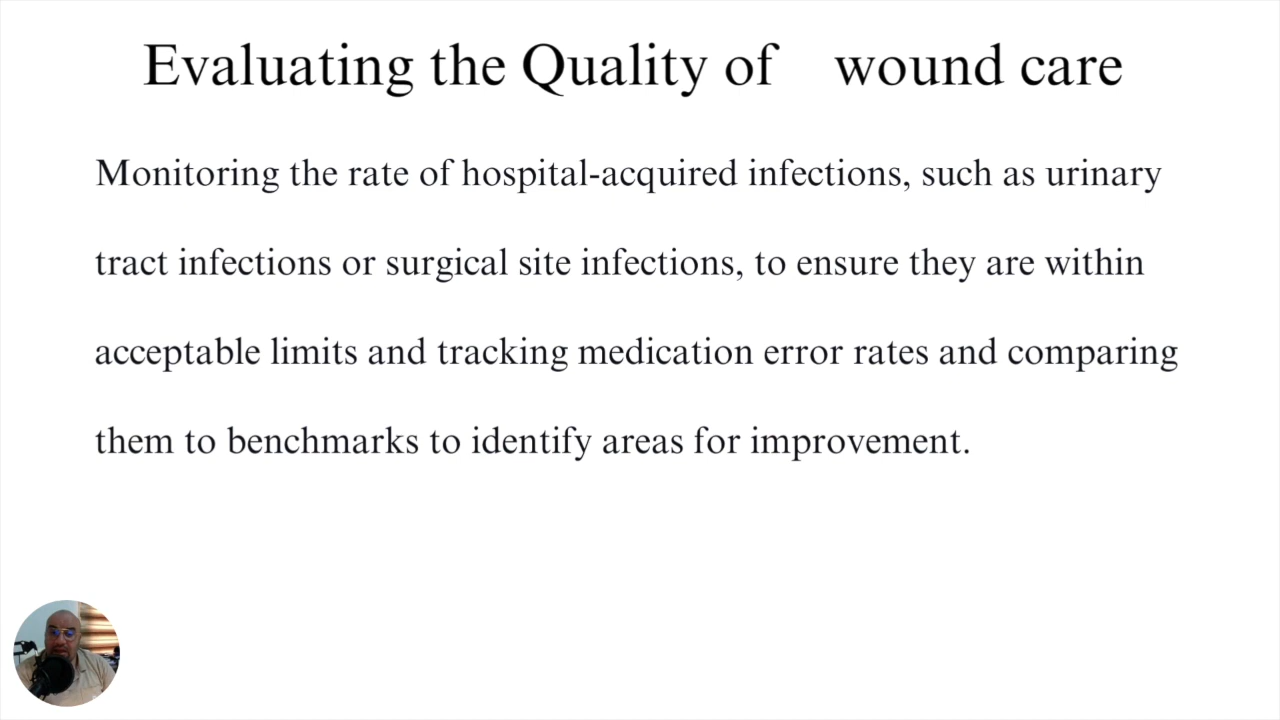 Evaluating the Quality of wound care
Monitoring the rate of hospital-acquired infections, such as urinary
tract infections or surgical site infections, to ensure they are within
acceptable limits and tracking medication error rates and comparing
them to benchmarks to identify areas for improvement.